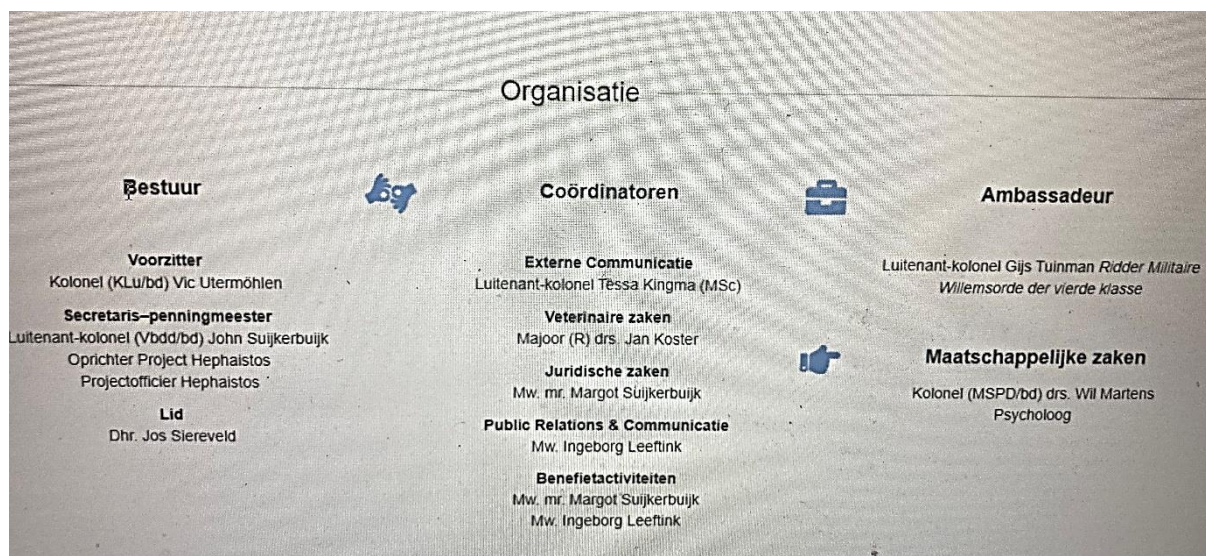 Organisatie
Bestuur
Voorzitter
Kolonel (KLu/bd) Vic Utermöhlen
Secretaris–penningmeester
Luitenant-kolonel (Vbdd/bd) John Suijkerbuijk
Oprichter Project Hephaistos
Projectofficier Hephaistos
Lid
Dhr. Jos Siereveld
Coördinatoren
Externe Communicatie
Luitenant-kolonel Tessa Kingma (MSc)
Veterinaire zaken
Majoor (R) drs. Jan Koster
Juridische zaken
Mw. mr. Margot Suijkerbuijk
Public Relations & Communicatie
Mw. Ingeborg Leeftink
Benefietactiviteiten
Mw. mr. Margot Suijkerbuijk
Mw. Ingeborg Leeftink
Ambassadeur
Luitenant-kolonel Gijs Tuinman Ridder Militaire
Willemsorde der vierde klasse
Maatschappelijke zaken
Kolonel (MSPD/bd) drs. Wil Martens
Psycholoog